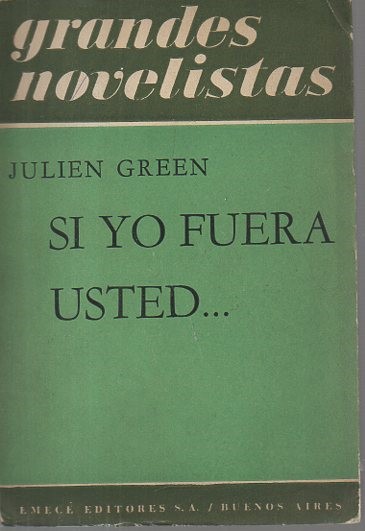 grandes
novelistas
JULIEN GREEN
SI YO FUERA
USTED...
EMECÉ EDITORES S.A. / BUENOS AIRES